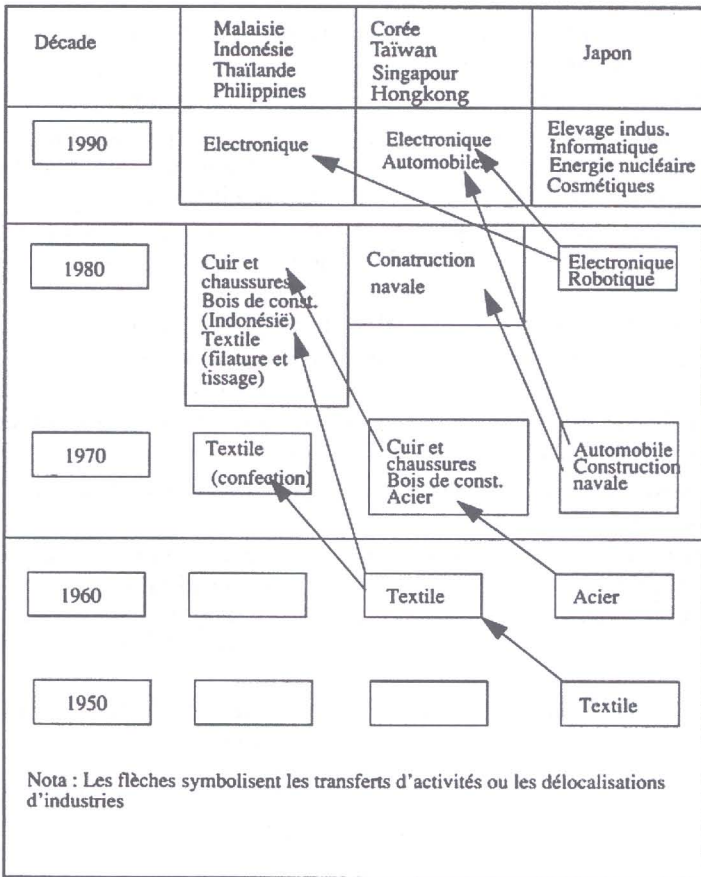 Décade
Malaisie
Indonésie
Thaïlande
Philippines
Corée
Taïwan
Singapour
Hongkong
Japon
1990
Electronique
Electronique
Automobiles
Elevage indus.
Informatique
Energie nucléaire
Cosmétiques
1980
Cuir et
chaussures
Bois de const.
(Indonésië)
Textile
(filature et
tissage)
Construction
navale
Electronique
Robotique
1970
Textile
(confection)
Cuir et
chaussures
Bois de const.
Acier
Automobile
Construction
navale
1960
Textile
Acier
1950
Textile
Nota : Les flèches symbolisent les transferts d'activités ou les délocalisations
d'industries